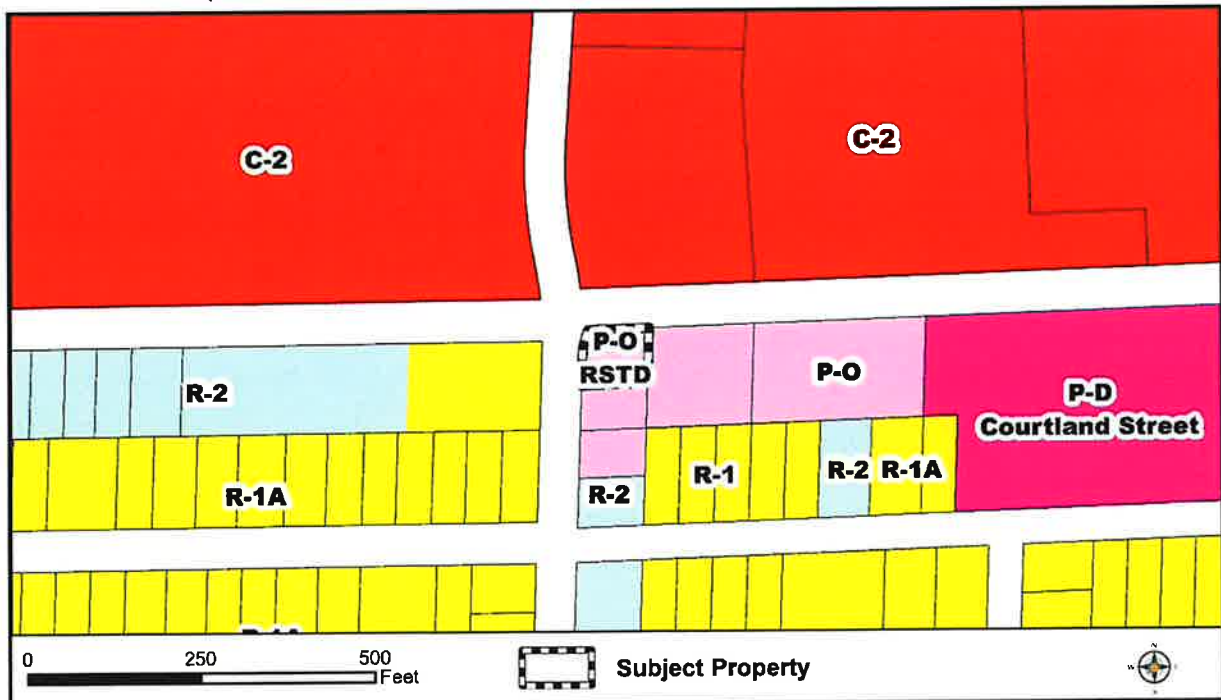 C-2
C-2
P-O
RSTD
P-O
R-2
P-D
Courtland Street
R-1
R-2
R-1A
R-1A
R-2
0
250
500
Feet
Subject Property